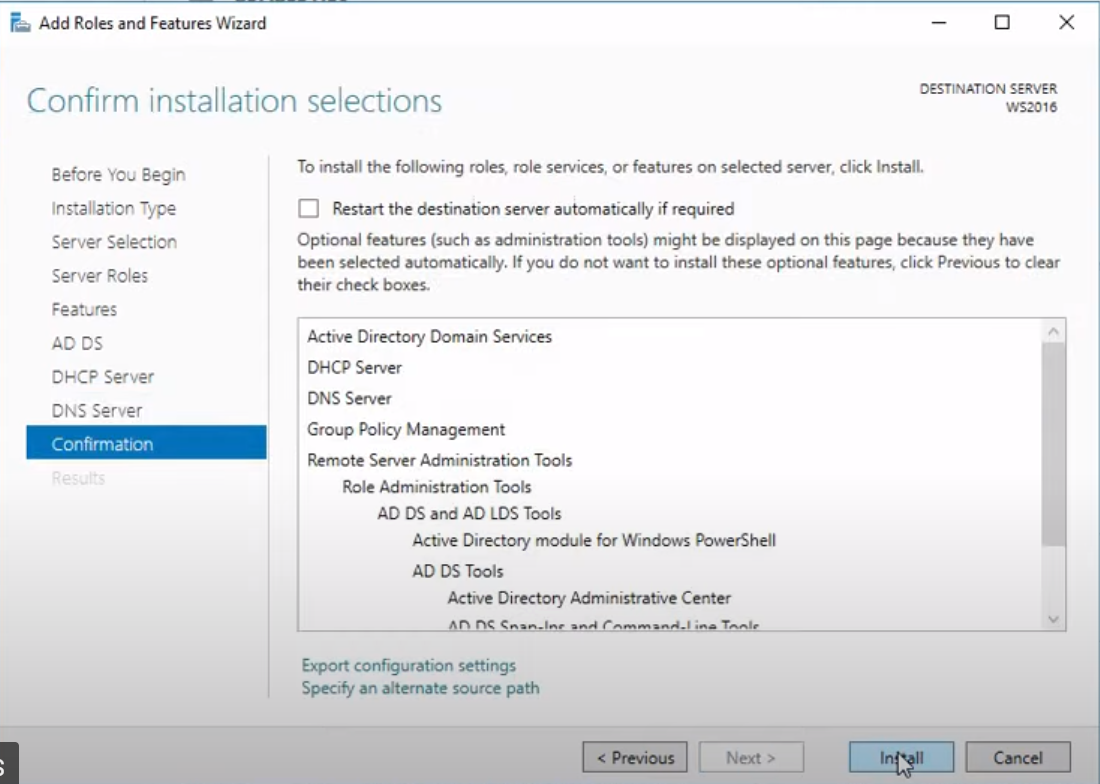 Add Roles and Features Wizard
Confirm installation selections
DESTINATION SERVER
WS2016
Before You Begin
Installation Type
Server Selection
Server Roles
Features
AD DS
DHCP Server
DNS Server
Confirmation
Results
To install the following roles, role services, or features on selected server, click Install.
Restart the destination server automatically if required
Optional features (such as administration tools) might be displayed on this page because they have
been selected automatically. If you do not want to install these optional features, click Previous to clear
their check boxes.
Active Directory Domain Services
DHCP Server
DNS Server
Group Policy Management
Remote Server Administration Tools
Role Administration Tools
AD DS and AD LDS Tools
Active Directory module for Windows PowerShell
AD DS Tools
Active Directory Administrative Center
AD DS Snap-Ins and Command-Line Tools
Export configuration settings
Specify an alternate source path
< Previous
Next >
Install
Cancel